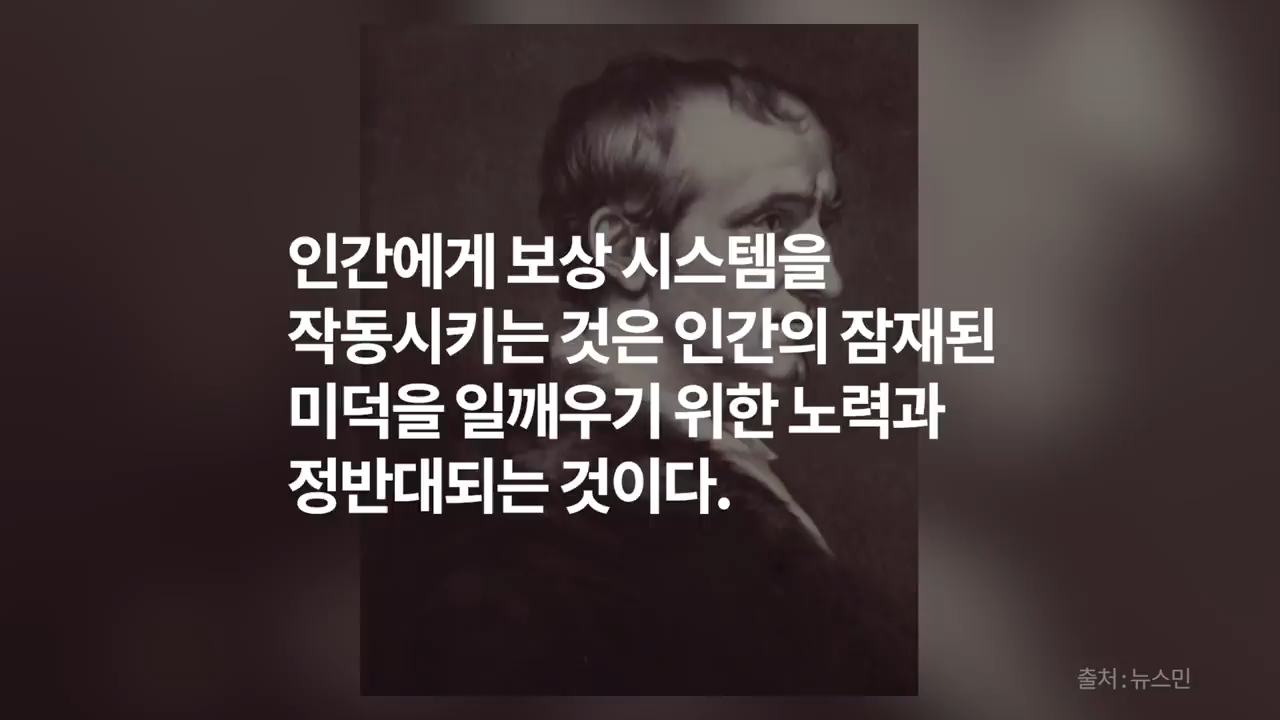 인간에게 보상 시스템을
작동시키는 것은 인간의 잠재된
미덕을 일깨우기 위한 노력과
정반대되는 것이다.
출처 : 뉴스민